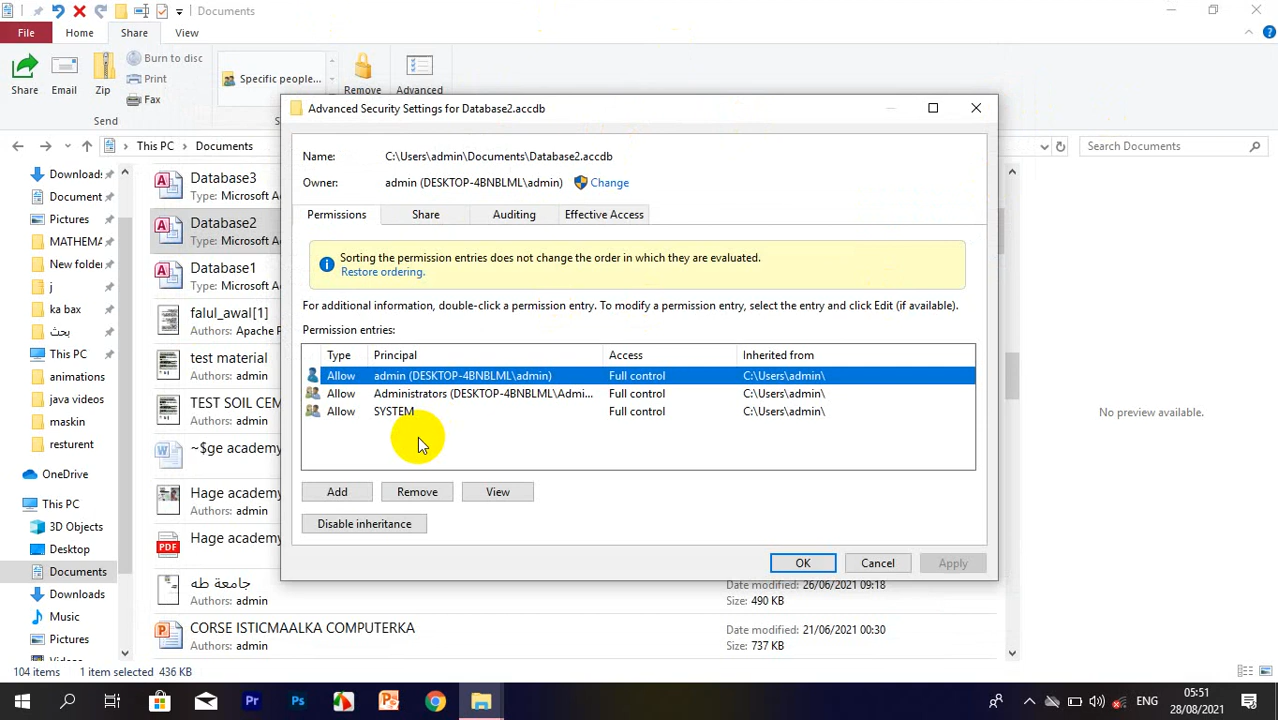 Documents
File
Home
Share
View
Share
Email
Zip
Burn to disc
Print
Fax
Send
Specific people...
Remove
Advanced
This PC
Documents
Search Documents
Downloads
Document
Pictures
MATHEMA
New folder
j
ka bax
بحث
This PC
animations
java videos
maskin
resturent
OneDrive
This PC
3D Objects
Desktop
Documents
Downloads
Music
Pictures
Database3
Type: Microsoft Ac
Database2
Type: Microsoft Ac
Database1
Type: Microsoft Ac
falul_awal[1]
Authors: Apache P
test material
Authors: admin
TEST SOIL CEM
Authors: admin
~$ge academy
Hage academy
Authors: admin
Hage academy
جامعة طه
Authors: admin
Date modified: 26/06/2021 09:18
Size: 490 KB
CORSE ISTICMAALKA COMPUTERKA
Authors: admin
Date modified: 21/06/2021 00:30
Size: 737 KB
Advanced Security Settings for Database2.accdb
Name: C:\Users\admin\Documents\Database2.accdb
Owner: admin (DESKTOP-4BNBLML\admin) Change
Permissions
Share
Auditing
Effective Access
Sorting the permission entries does not change the order in which they are evaluated.
Restore ordering.
For additional information, double-click a permission entry. To modify a permission entry, select the entry and click Edit (if available).
Permission entries:
Type Principal Access Inherited from
Allow admin (DESKTOP-4BNBLML\admin) Full control C:\Users\admin\
Allow Administrators (DESKTOP-4BNBLML\Admi... Full control C:\Users\admin\
Allow SYSTEM Full control C:\Users\admin\
Add
Remove
View
Disable inheritance
OK
Cancel
Apply
No preview available.
104 items 1 item selected 436 KB
ENG
05:51
28/08/2021